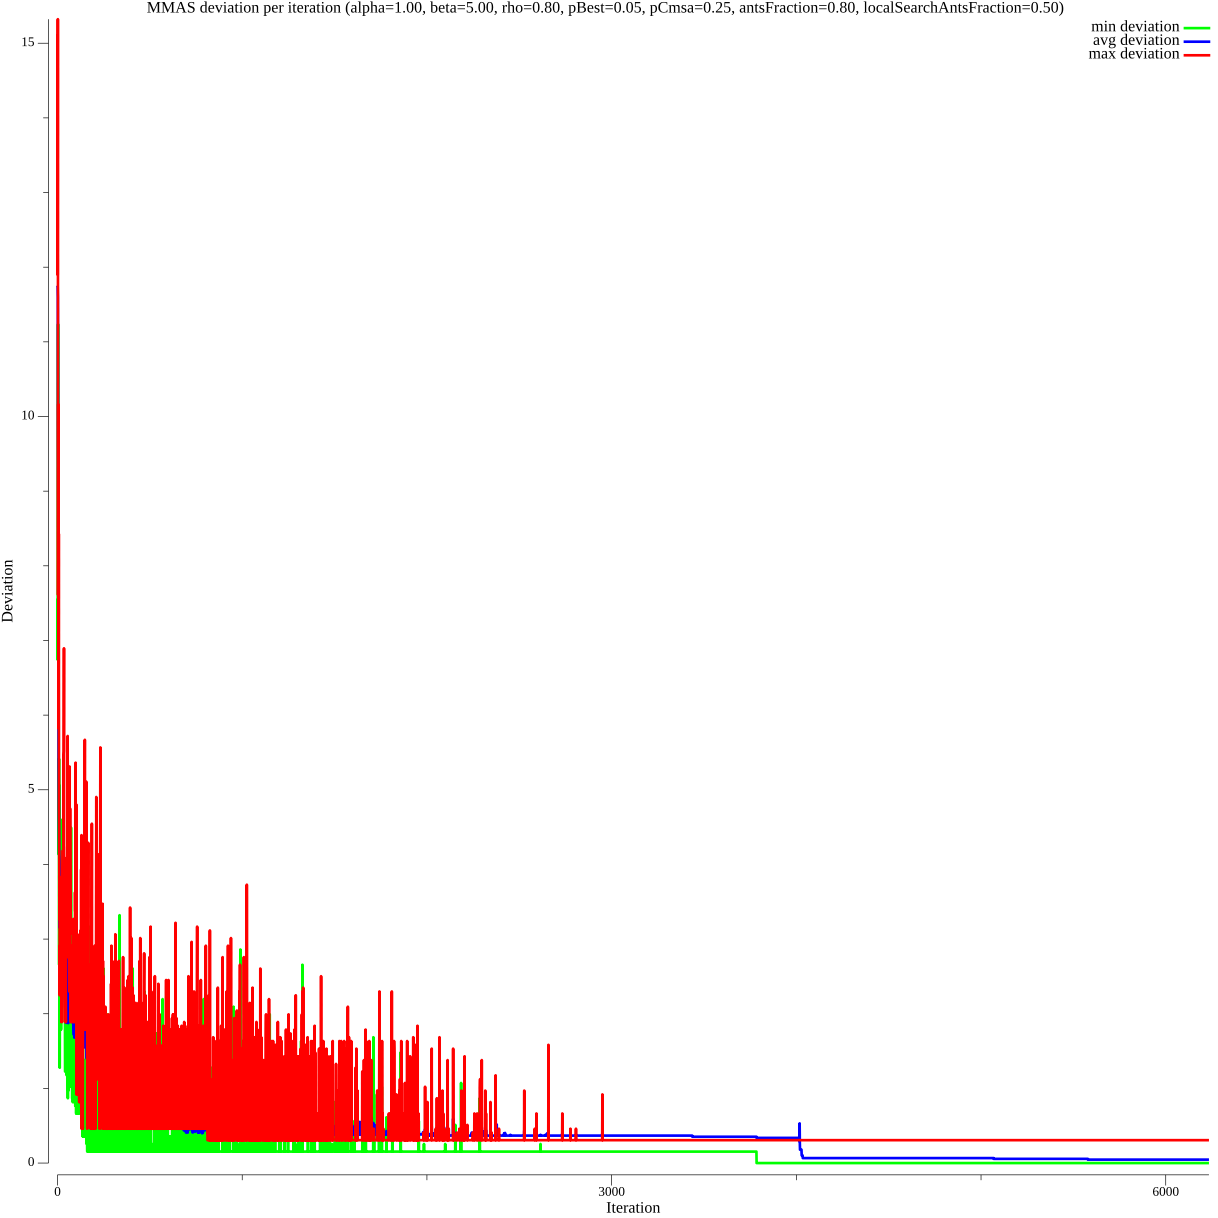 MMAS deviation per iteration (alpha=1.00, beta=5.00, rho=0.80, pBest=0.05, pCmsa=0.25, antsFraction=0.80, localSearchAntsFraction=0.50)
min deviation
avg deviation
max deviation
15
10
5
0
Deviation
0
3000
6000
Iteration